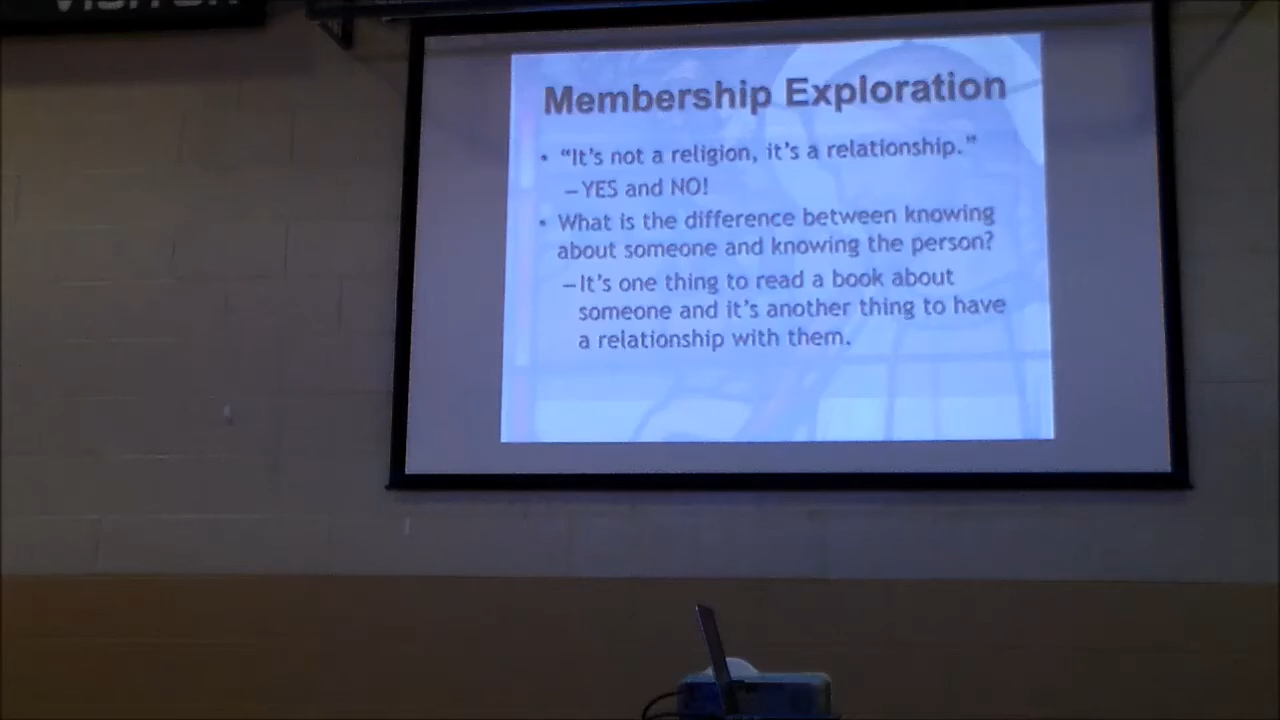 VISITOR
Membership Exploration
• “It’s not a religion, it’s a relationship.”
–YES and NO!
• What is the difference between knowing
about someone and knowing the person?
–It’s one thing to read a book about
someone and it’s another thing to have
a relationship with them.